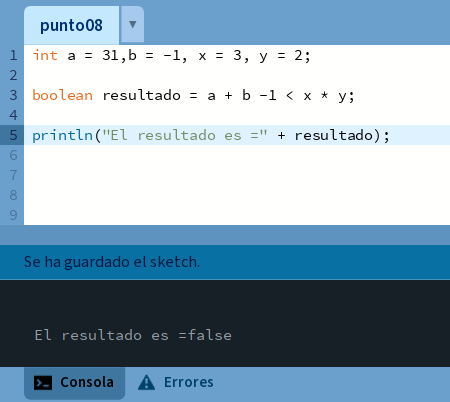 punto08
1 int a = 31,b = -1, x = 3, y = 2;
2
3 boolean resultado = a + b -1 < x * y;
4
5 println("El resultado es =" + resultado);
6
7
8
9
Se ha guardado el sketch.
El resultado es =false
Consola Errores